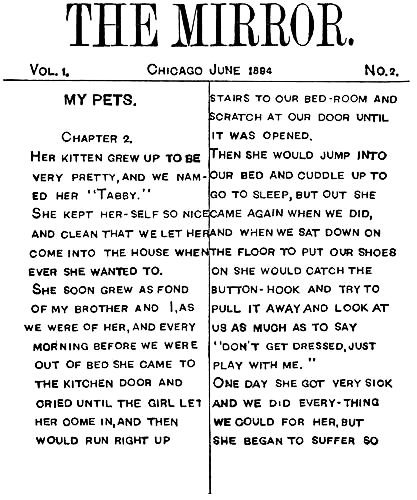 THE MIRROR.
VOL. 1. CHICAGO JUNE 1894 NO. 2.
MY PETS.
CHAPTER 2.
HER KITTEN GREW UP TO BE
VERY PRETTY, AND WE NAM-
ED HER "TABBY."
SHE KEPT HER-SELF SO NICE
AND CLEAN THAT WE LET HER
COME INTO THE HOUSE WHEN
EVER SHE WANTED TO.
SHE SOON GREW AS FOND
OF MY BROTHER AND I, AS
WE WERE OF HER, AND EVERY
MORNING BEFORE WE WERE
OUT OF BED SHE CAME TO
THE KITCHEN DOOR AND
CRIED UNTIL THE GIRL LET
HER COME IN, AND THEN
WOULD RUN RIGHT UP
STAIRS TO OUR BED-ROOM AND
SCRATCH AT OUR DOOR UNTIL
IT WAS OPENED.
THEN SHE WOULD JUMP INTO
OUR BED AND CUDDLE UP TO
GO TO SLEEP, BUT OUT SHE
CAME AGAIN WHEN WE DID,
AND WHEN WE SAT DOWN ON
THE FLOOR TO PUT OUR SHOES
ON SHE WOULD CATCH THE
BUTTON-HOOK AND TRY TO
PULL IT AWAY AND LOOK AT
US AS MUCH AS TO SAY
"DON'T GET DRESSED, JUST
PLAY WITH ME."
ONE DAY SHE GOT VERY SICK
AND WE DID EVERY-THING
WE COULD FOR HER, BUT
SHE BEGAN TO SUFFER SO